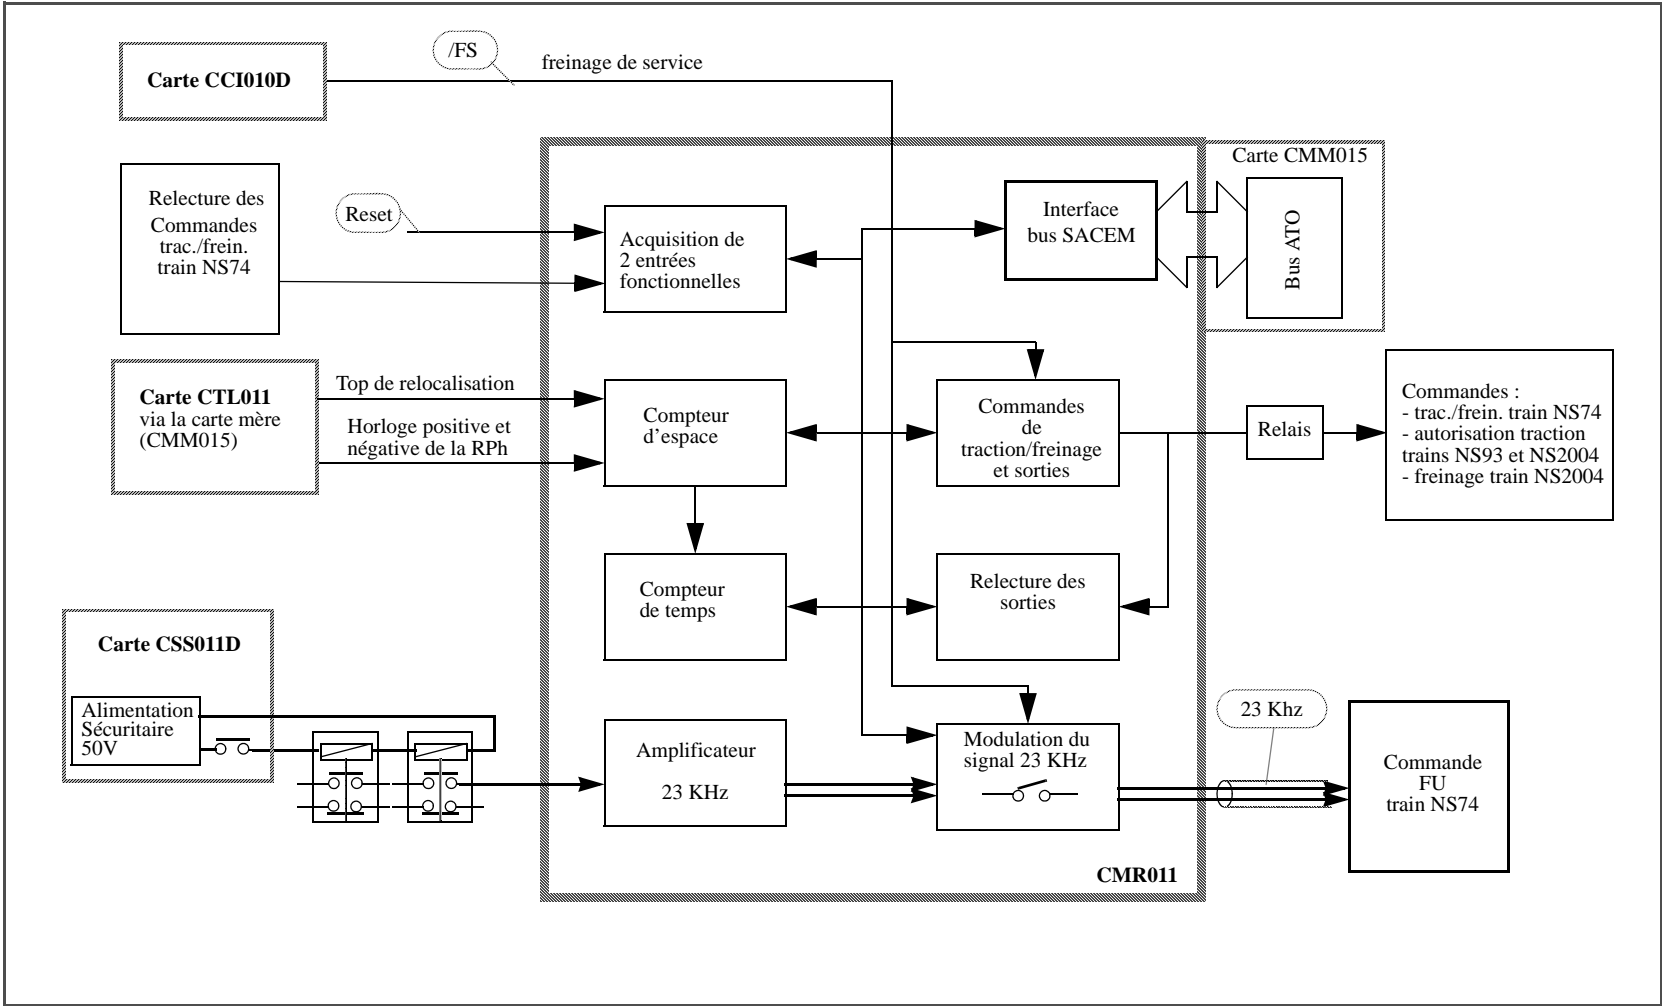 Carte CCI010D
/FS
freinage de service
Relecture des
Commandes
trac./frein.
train NS74
Reset
Acquisition de
2 entrées
fonctionnelles
Interface
bus SACEM
Carte CMM015
Bus ATO
Carte CTL011
via la carte mère
(CMM015)
Top de relocalisation
Horloge positive et
négative de la RPh
Compteur
d’espace
Commandes
de
traction/freinage
et sorties
Relais
Commandes :
- trac./frein. train NS74
- autorisation traction
trains NS93 et NS2004
- freinage train NS2004
Compteur
de temps
Relecture des
sorties
Carte CSS011D
Alimentation
Sécuritaire
50V
Amplificateur
23 KHz
Modulation du
signal 23 KHz
23 Khz
Commande
FU
train NS74
CMR011